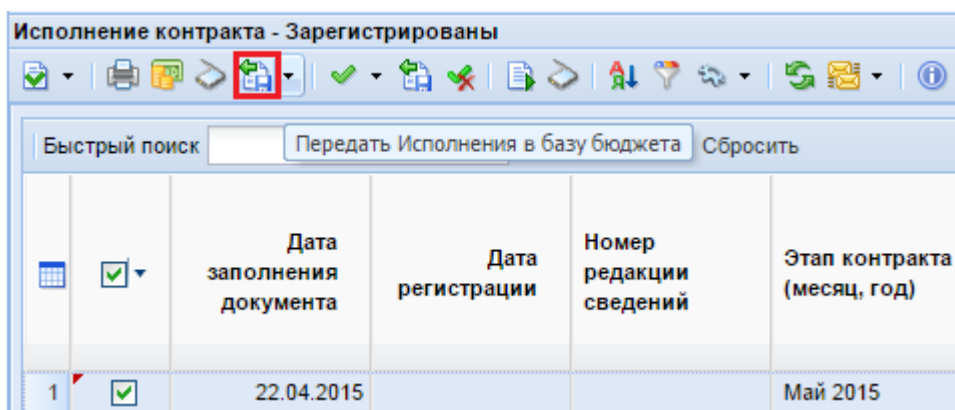 Исполнение контракта - Зарегистрированы
Быстрый поиск
Передать Исполнения в базу бюджета
Сбросить
Дата заполнения документа
Дата регистрации
Номер редакции сведений
Этап контракта (месяц, год)
1
22.04.2015
Май 2015